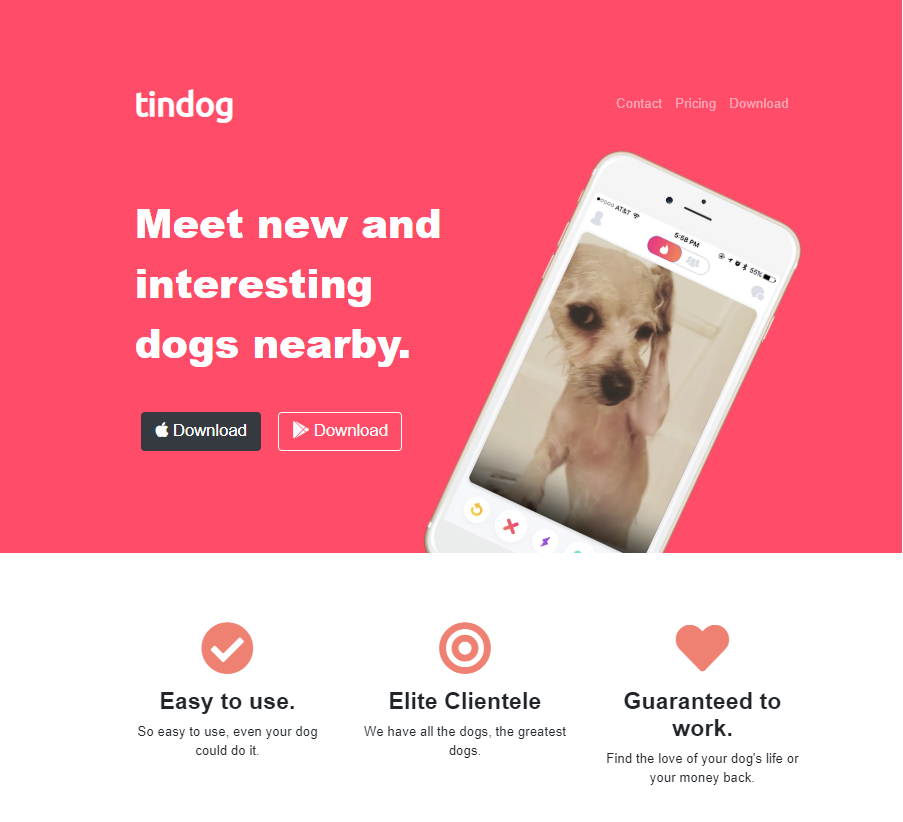 tindog
Contact Pricing Download
Meet new and
interesting
dogs nearby.
Download Download
AT&T
5:58 PM
55%
Easy to use.
So easy to use, even your dog
could do it.
Elite Clientele
We have all the dogs, the greatest
dogs.
Guaranteed to
work.
Find the love of your dog's life or
your money back.